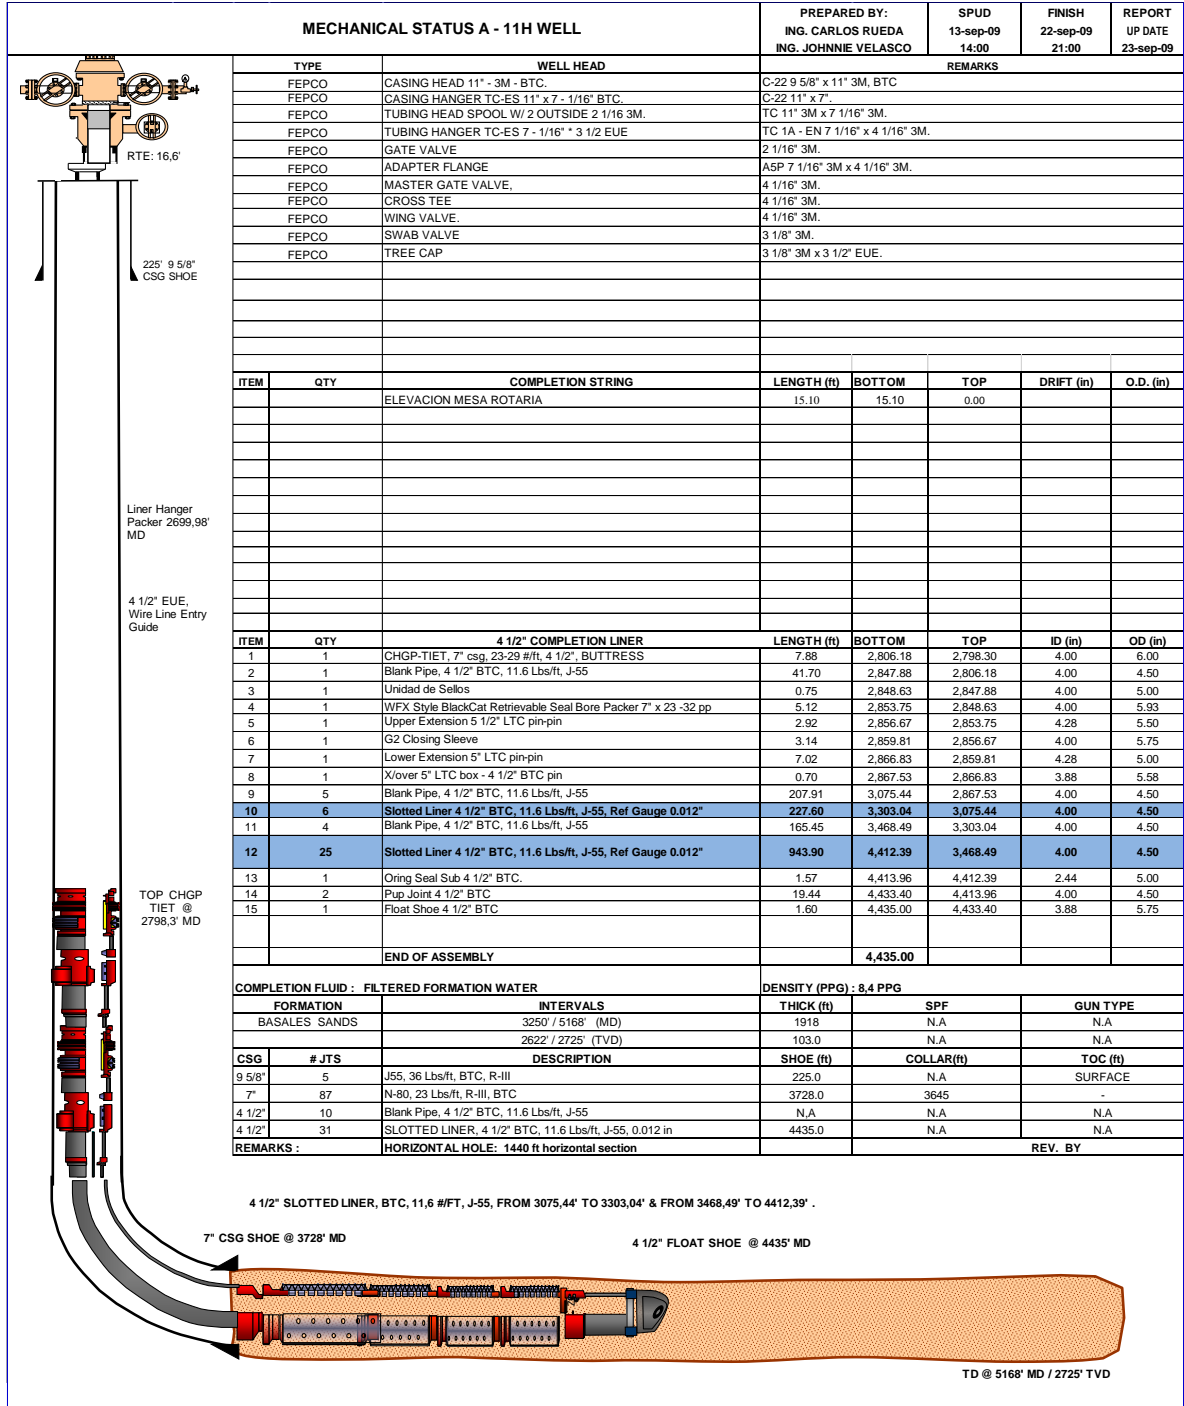 MECHANICAL STATUS A - 11H WELL
PREPARED BY: SPUD FINISH REPORT
ING. CARLOS RUEDA 13-sep-09 22-sep-09 UP DATE
ING. JOHNNIE VELASCO 14:00 21:00 23-sep-09
TYPE WELL HEAD REMARKS
FEPCO CASING HEAD 11" - 3M - BTC. C-22 9 5/8" x 11" 3M, BTC
FEPCO CASING HANGER TC-ES 11" x 7 - 1/16" BTC. C-22 11" x 7".
FEPCO TUBING HEAD SPOOL W/ 2 OUTSIDE 2 1/16 3M. TC 11" 3M x 7 1/16" 3M.
FEPCO TUBING HANGER TC-ES 7 - 1/16" * 3 1/2 EUE TC 1A - EN 7 1/16" x 4 1/16" 3M.
FEPCO GATE VALVE 2 1/16" 3M.
FEPCO ADAPTER FLANGE A5P 7 1/16" 3M x 4 1/16" 3M.
FEPCO MASTER GATE VALVE, 4 1/16" 3M.
FEPCO CROSS TEE 4 1/16" 3M.
FEPCO WING VALVE. 4 1/16" 3M.
FEPCO SWAB VALVE 3 1/8" 3M.
FEPCO TREE CAP 3 1/8" 3M x 3 1/2" EUE.
RTE: 16,6'
225' 9 5/8"
CSG SHOE
ITEM QTY COMPLETION STRING LENGTH (ft) BOTTOM TOP DRIFT (in) O.D. (in)
ELEVACION MESA ROTARIA 15.10 15.10 0.00
Liner Hanger
Packer 2699,98'
MD
4 1/2" EUE,
Wire Line Entry
Guide
ITEM QTY 4 1/2" COMPLETION LINER LENGTH (ft) BOTTOM TOP ID (in) OD (in)
1 1 CHGP-TIET, 7" csg, 23-29 #/ft, 4 1/2", BUTTRESS 7.88 2,806.18 2,798.30 4.00 6.00
2 1 Blank Pipe, 4 1/2" BTC, 11.6 Lbs/ft, J-55 41.70 2,847.88 2,806.18 4.00 4.50
3 1 Unidad de Sellos 0.75 2,848.63 2,847.88 4.00 5.00
4 1 WFX Style BlackCat Retrievable Seal Bore Packer 7" x 23 -32 pp 5.12 2,853.75 2,848.63 4.00 5.93
5 1 Upper Extension 5 1/2" LTC pin-pin 2.92 2,856.67 2,853.75 4.28 5.50
6 1 G2 Closing Sleeve 3.14 2,859.81 2,856.67 4.00 5.75
7 1 Lower Extension 5" LTC pin-pin 7.02 2,866.83 2,859.81 4.28 5.00
8 1 X/over 5" LTC box - 4 1/2" BTC pin 0.70 2,867.53 2,866.83 3.88 5.58
9 5 Blank Pipe, 4 1/2" BTC, 11.6 Lbs/ft, J-55 207.91 3,075.44 2,867.53 4.00 4.50
10 6 Slotted Liner 4 1/2" BTC, 11.6 Lbs/ft, J-55, Ref Gauge 0.012" 227.60 3,303.04 3,075.44 4.00 4.50
11 4 Blank Pipe, 4 1/2" BTC, 11.6 Lbs/ft, J-55 165.45 3,468.49 3,303.04 4.00 4.50
12 25 Slotted Liner 4 1/2" BTC, 11.6 Lbs/ft, J-55, Ref Gauge 0.012" 943.90 4,412.39 3,468.49 4.00 4.50
13 1 Oring Seal Sub 4 1/2" BTC. 1.57 4,413.96 4,412.39 2.44 5.00
14 2 Pup Joint 4 1/2" BTC 19.44 4,433.40 4,413.96 4.00 4.50
15 1 Float Shoe 4 1/2" BTC 1.60 4,435.00 4,433.40 3.88 5.75
TOP CHGP
TIET @
2798,3' MD
END OF ASSEMBLY 4,435.00
COMPLETION FLUID : FILTERED FORMATION WATER DENSITY (PPG) : 8,4 PPG
FORMATION INTERVALS THICK (ft) SPF GUN TYPE
BASALES SANDS 3250' / 5168' (MD) 1918 N.A N.A
2622' / 2725' (TVD) 103.0 N.A N.A
CSG # JTS DESCRIPTION SHOE (ft) COLLAR(ft) TOC (ft)
9 5/8" 5 J55, 36 Lbs/ft, BTC, R-III 225.0 N.A SURFACE
7" 87 N-80, 23 Lbs/ft, R-III, BTC 3728.0 3645 -
4 1/2" 10 Blank Pipe, 4 1/2" BTC, 11.6 Lbs/ft, J-55 N,A N.A N.A
4 1/2" 31 SLOTTED LINER, 4 1/2" BTC, 11.6 Lbs/ft, J-55, 0.012 in 4435.0 N.A N.A
REMARKS : HORIZONTAL HOLE: 1440 ft horizontal section REV. BY
4 1/2" SLOTTED LINER, BTC, 11,6 #/FT, J-55, FROM 3075,44' TO 3303,04' & FROM 3468,49' TO 4412,39' .
7" CSG SHOE @ 3728' MD
4 1/2" FLOAT SHOE @ 4435' MD
TD @ 5168' MD / 2725' TVD